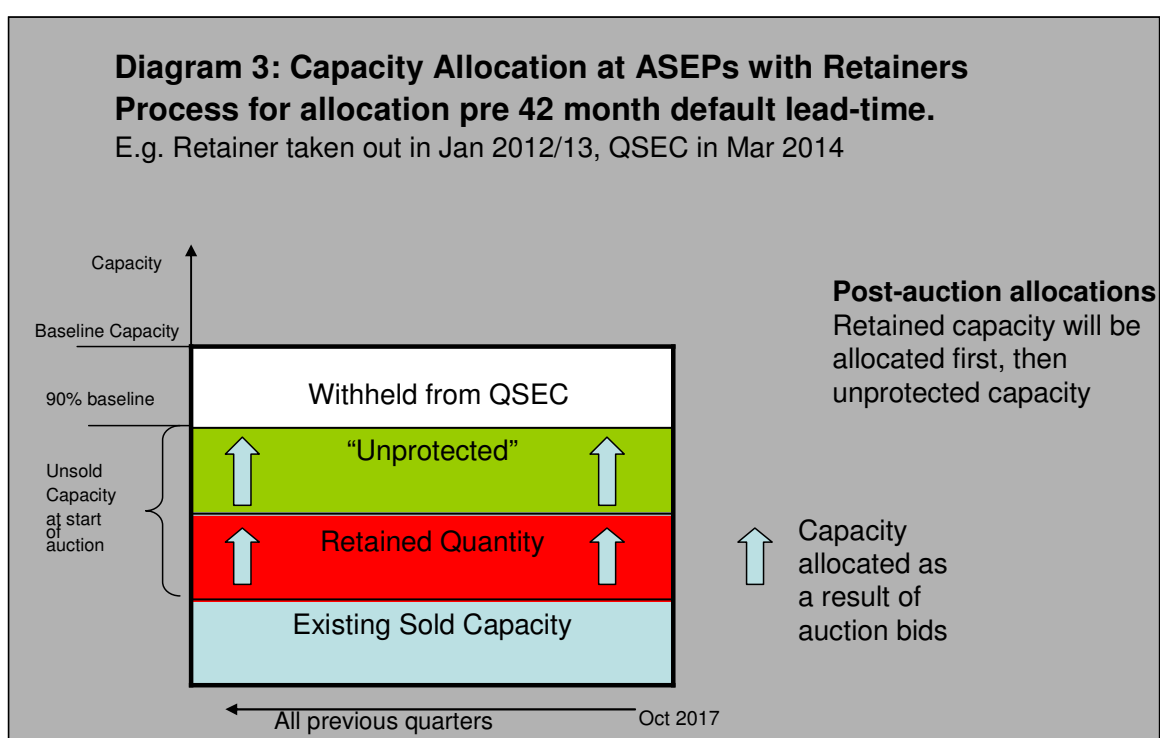 Diagram 3: Capacity Allocation at ASEPs with Retainers
Process for allocation pre 42 month default lead-time.
E.g. Retainer taken out in Jan 2012/13, QSEC in Mar 2014
Capacity
Baseline Capacity
90% baseline
Unsold
Capacity
at start
of
auction
Withheld from QSEC
“Unprotected”
Retained Quantity
Existing Sold Capacity
All previous quarters
Oct 2017
Post-auction allocations
Retained capacity will be
allocated first, then
unprotected capacity
Capacity
allocated as
a result of
auction bids